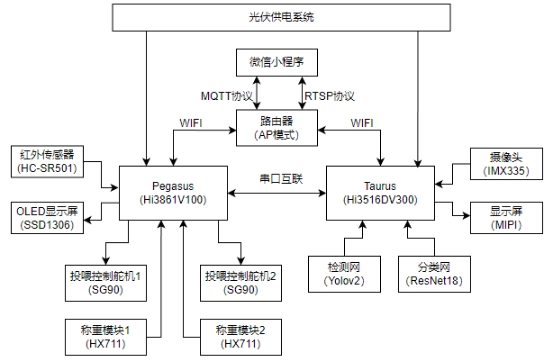 光伏供电系统
微信小程序
MQTT协议
RTSP协议
路由器
(AP模式)
WIFI
WIFI
红外传感器
(HC-SR501)
Pegasus
(Hi3861V100)
串口互联
Taurus
(Hi3516DV300)
摄像头
(IMX335)
OLED显示屏
(SSD1306)
显示屏
(MIPI)
投喂控制舵机1
(SG90)
投喂控制舵机2
(SG90)
检测网
(Yolov2)
分类网
(ResNet18)
称重模块1
(HX711)
称重模块2
(HX711)